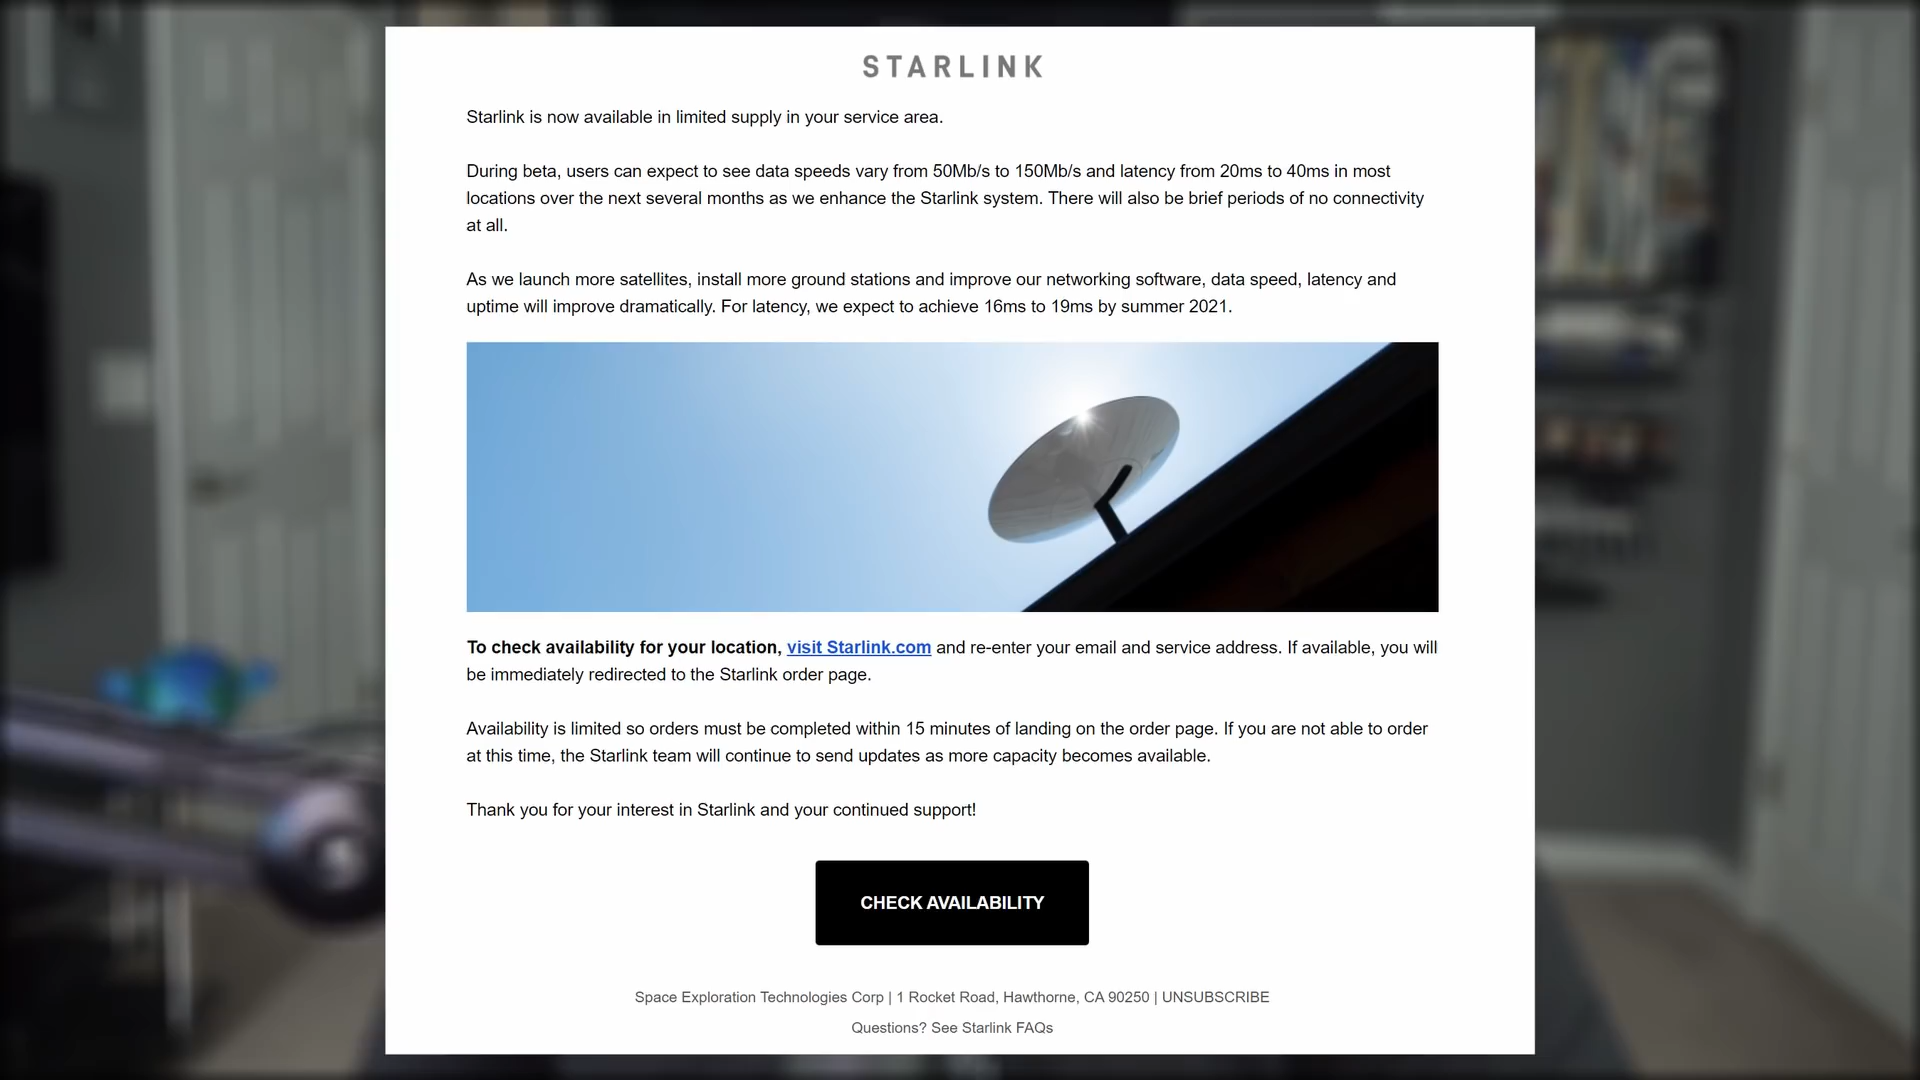 STARLINK
Starlink is now available in limited supply in your service area.
During beta, users can expect to see data speeds vary from 50Mb/s to 150Mb/s and latency from 20ms to 40ms in most
locations over the next several months as we enhance the Starlink system. There will also be brief periods of no connectivity
at all.
As we launch more satellites, install more ground stations and improve our networking software, data speed, latency and
uptime will improve dramatically. For latency, we expect to achieve 16ms to 19ms by summer 2021.
To check availability for your location, visit Starlink.com and re-enter your email and service address. If available, you will
be immediately redirected to the Starlink order page.
Availability is limited so orders must be completed within 15 minutes of landing on the order page. If you are not able to order
at this time, the Starlink team will continue to send updates as more capacity becomes available.
Thank you for your interest in Starlink and your continued support!
CHECK AVAILABILITY
Space Exploration Technologies Corp | 1 Rocket Road, Hawthorne, CA 90250 | UNSUBSCRIBE
Questions? See Starlink FAQs